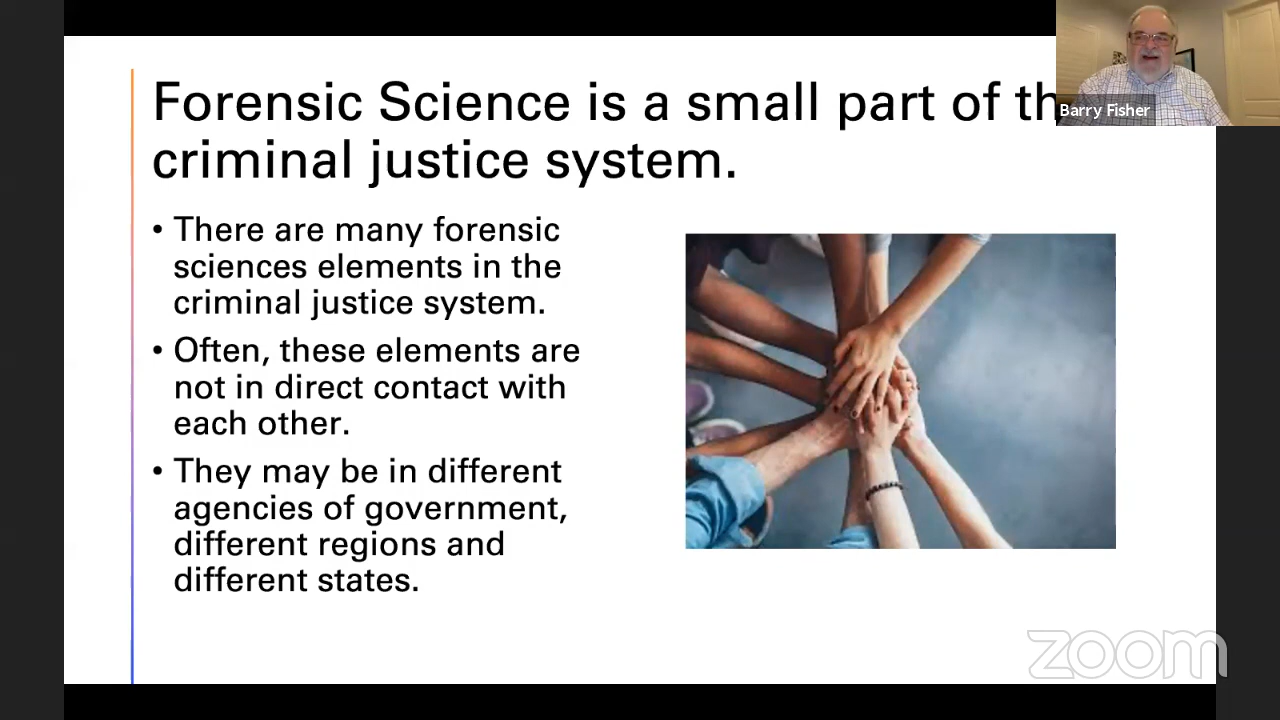 Forensic Science is a small part of th
criminal justice system.
• There are many forensic
sciences elements in the
criminal justice system.
• Often, these elements are
not in direct contact with
each other.
• They may be in different
agencies of government,
different regions and
different states.
Barry Fisher
zoom